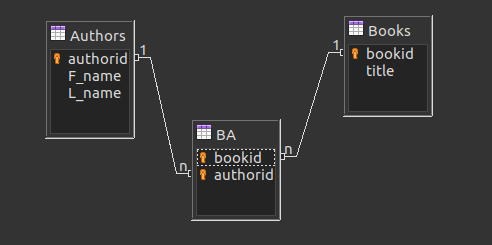 Authors
authorid
F_name
L_name
1
Books
bookid
title
1
BA
bookid
authorid
n
n